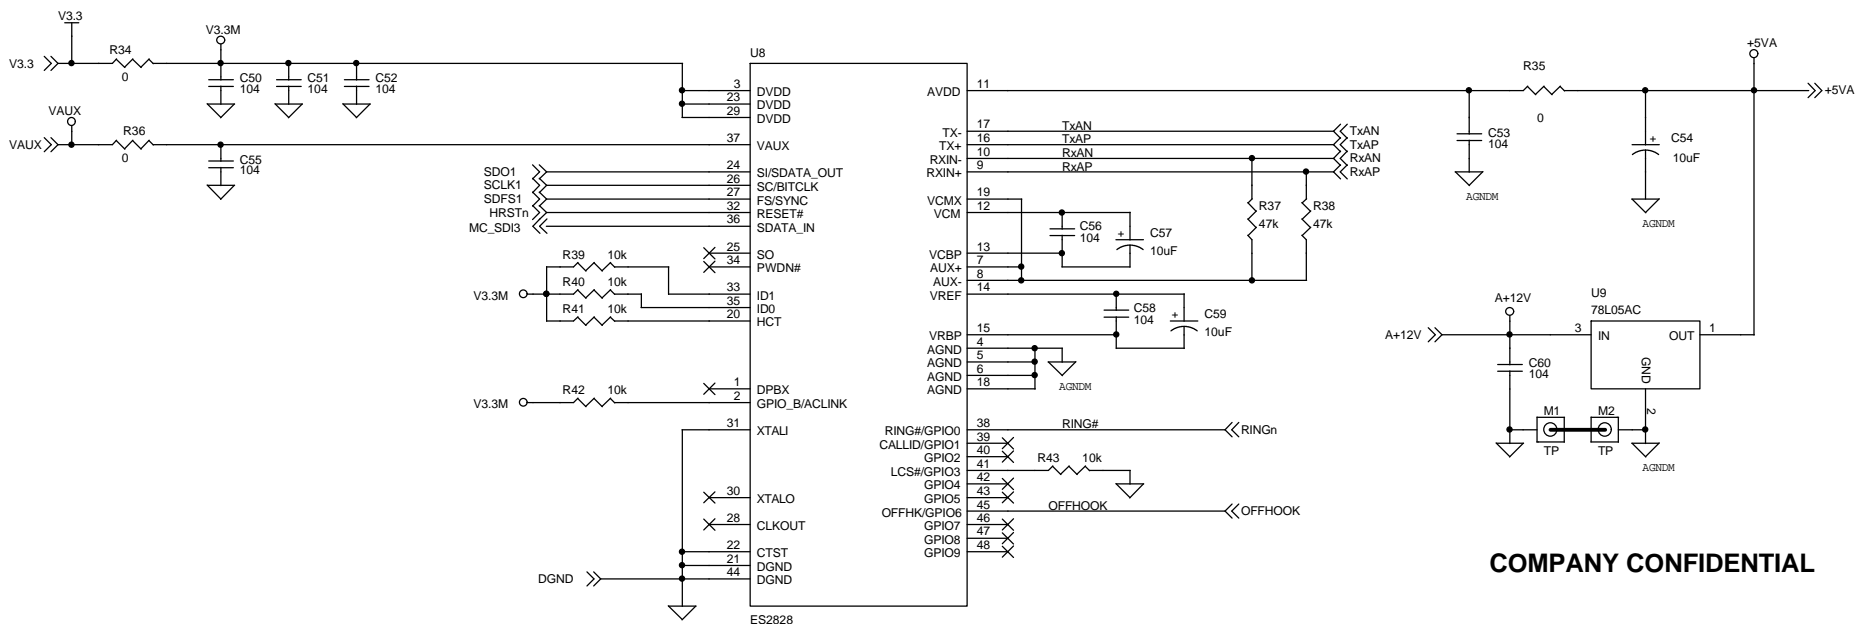 V3.3
V3.3
R34
0
V3.3M
C50
104
C51
104
C52
104
VAUX
VAUX
R36
0
C55
104
U8
3 DVDD
23 DVDD
29 DVDD
37 VAUX
SDO1 24 SI/SDATA_OUT
SCLK1 26 SC/BITCLK
SDFS1 27 FS/SYNC
HRSTn 32 RESET#
MC_SDI3 36 SDATA_IN
25 SO
34 PWDN#
V3.3M
R39 10k
R40 10k
R41 10k
33 ID1
35 ID0
20 HCT
1 DPBX
V3.3M R42 10k 2 GPIO_B/ACLINK
31 XTALI
30 XTALO
28 CLKOUT
22 CTST
21 DGND
DGND 44 DGND
ES2828
AVDD 11
TX- 17 TxAN TxAN
TX+ 16 TxAP TxAP
RXIN- 10 RxAN RxAN
RXIN+ 9 RxAP RxAP
VCMX 19
VCM 12
VCBP 13
AUX+ 7
AUX- 8
VREF 14
VRBP 15
AGND 4
AGND 5
AGND 6
AGND 18
AGNDM
RING#/GPIO0 38 RING# RINGn
CALLID/GPIO1 39
GPIO2 40
LCS#/GPIO3 41 R43 10k
GPIO4 42
GPIO5 43
OFFHK/GPIO6 45 OFFHOOK OFFHOOK
GPIO7 46
GPIO8 47
GPIO9 48
C56
104
+
C57
10uF
C58
104
+
C59
10uF
R37
47k
R38
47k
C53
104
AGNDM
R35
0
+
C54
10uF
AGNDM
+5VA
+5VA
A+12V
A+12V
C60
104
U9
78L05AC
3 IN
OUT 1
GND
2
M1
TP
M2
TP
AGNDM
COMPANY CONFIDENTIAL